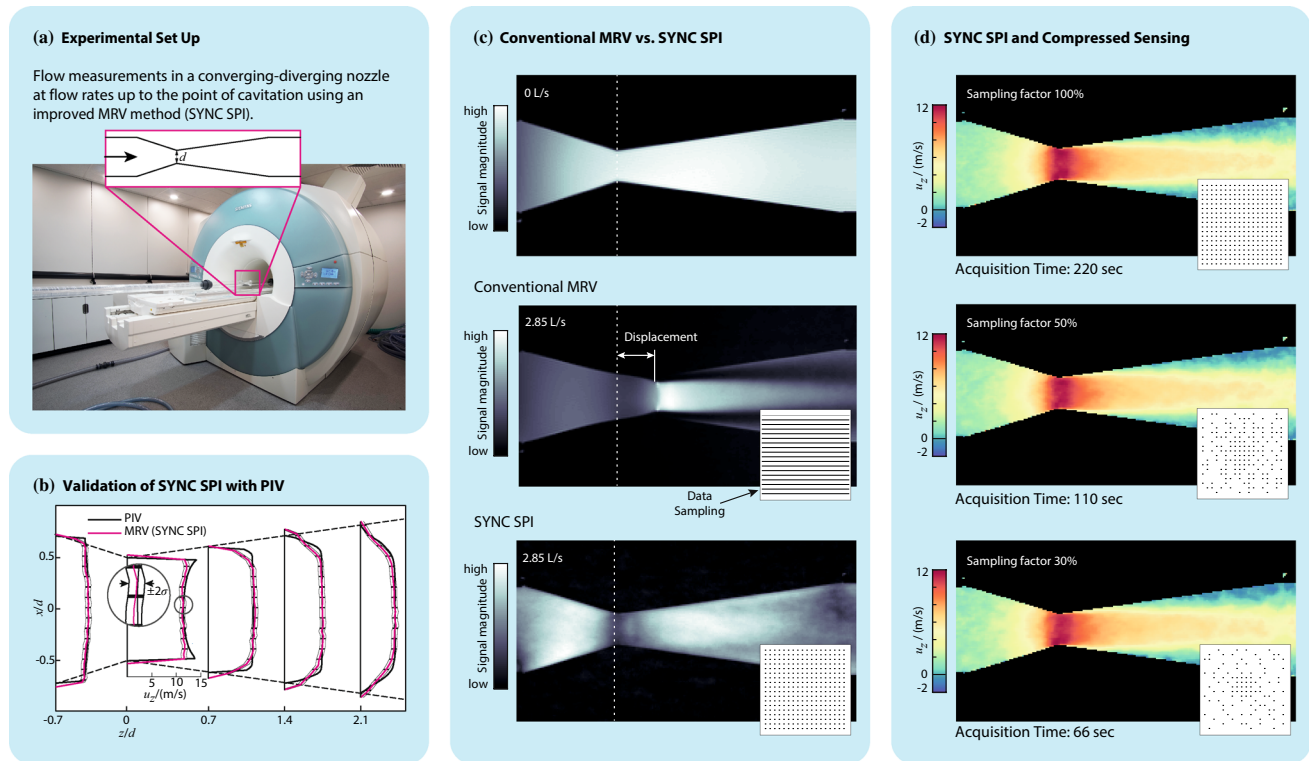 (a) Experimental Set Up
Flow measurements in a converging-diverging nozzle
at flow rates up to the point of cavitation using an
improved MRV method (SYNC SPI).
d
(b) Validation of SYNC SPI with PIV
PIV
MRV (SYNC SPI)
0.5
0
-0.5
x/d
±2σ
5 10 15
u_z/(m/s)
-0.7 0 0.7 1.4 2.1
z/d
(c) Conventional MRV vs. SYNC SPI
0 L/s
high
Signal magnitude
low
Conventional MRV
2.85 L/s
high
Signal magnitude
low
Displacement
Data
Sampling
SYNC SPI
2.85 L/s
high
Signal magnitude
low
(d) SYNC SPI and Compressed Sensing
Sampling factor 100%
12
u_z / (m/s)
0
-2
Acquisition Time: 220 sec
Sampling factor 50%
12
u_z / (m/s)
0
-2
Acquisition Time: 110 sec
Sampling factor 30%
12
u_z / (m/s)
0
-2
Acquisition Time: 66 sec